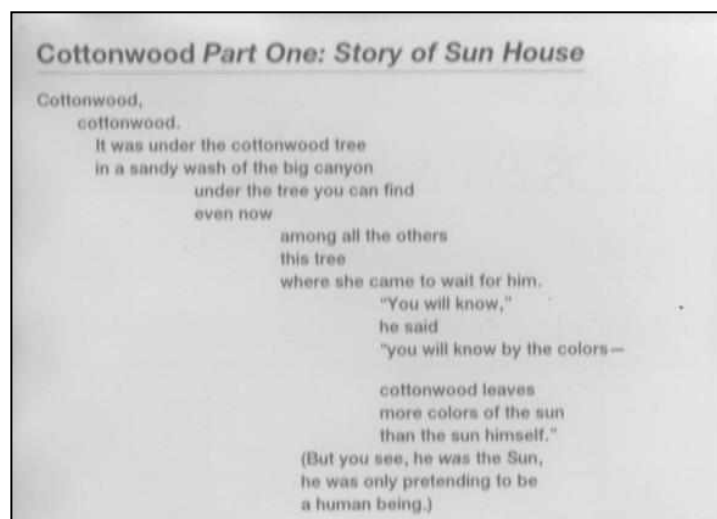 Cottonwood Part One: Story of Sun House
Cottonwood,
cottonwood.
It was under the cottonwood tree
in a sandy wash of the big canyon
under the tree you can find
even now
among all the others
this tree
where she came to wait for him.
"You will know,"
he said
"you will know by the colors—
cottonwood leaves
more colors of the sun
than the sun himself."
(But you see, he was the Sun,
he was only pretending to be
a human being.)